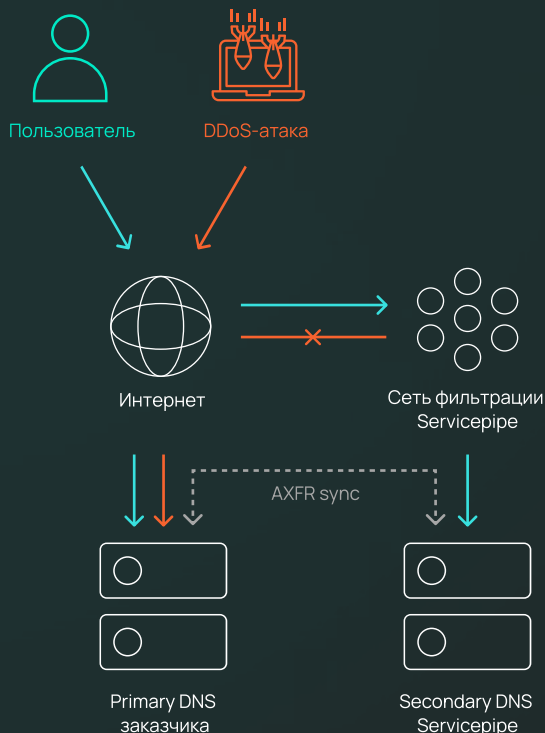 Пользователь
DDoS-атака
Интернет
Сеть фильтрации
Servicepipe
AXFR sync
Primary DNS
заказчика
Secondary DNS
Servicepipe